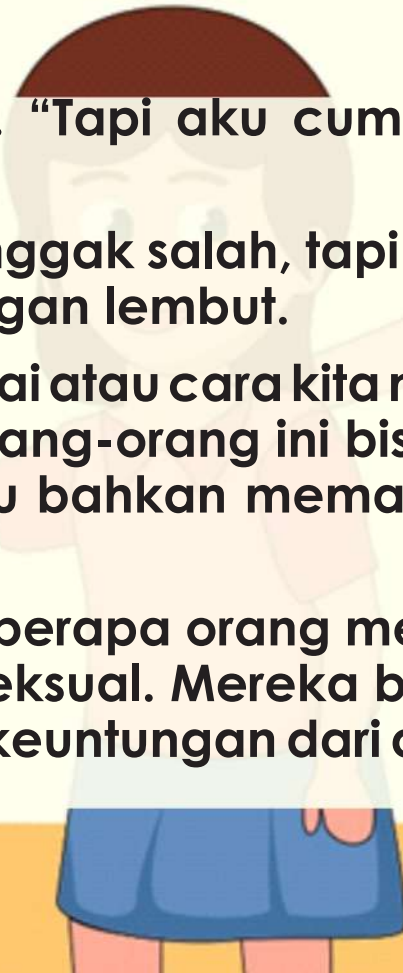 . “Tapi aku cum
nggak salah, tapi
gan lembut.
ai atau cara kita
ang-orang ini bis
u bahkan mema
berapa orang me
eksual. Mereka b
keuntungan dari